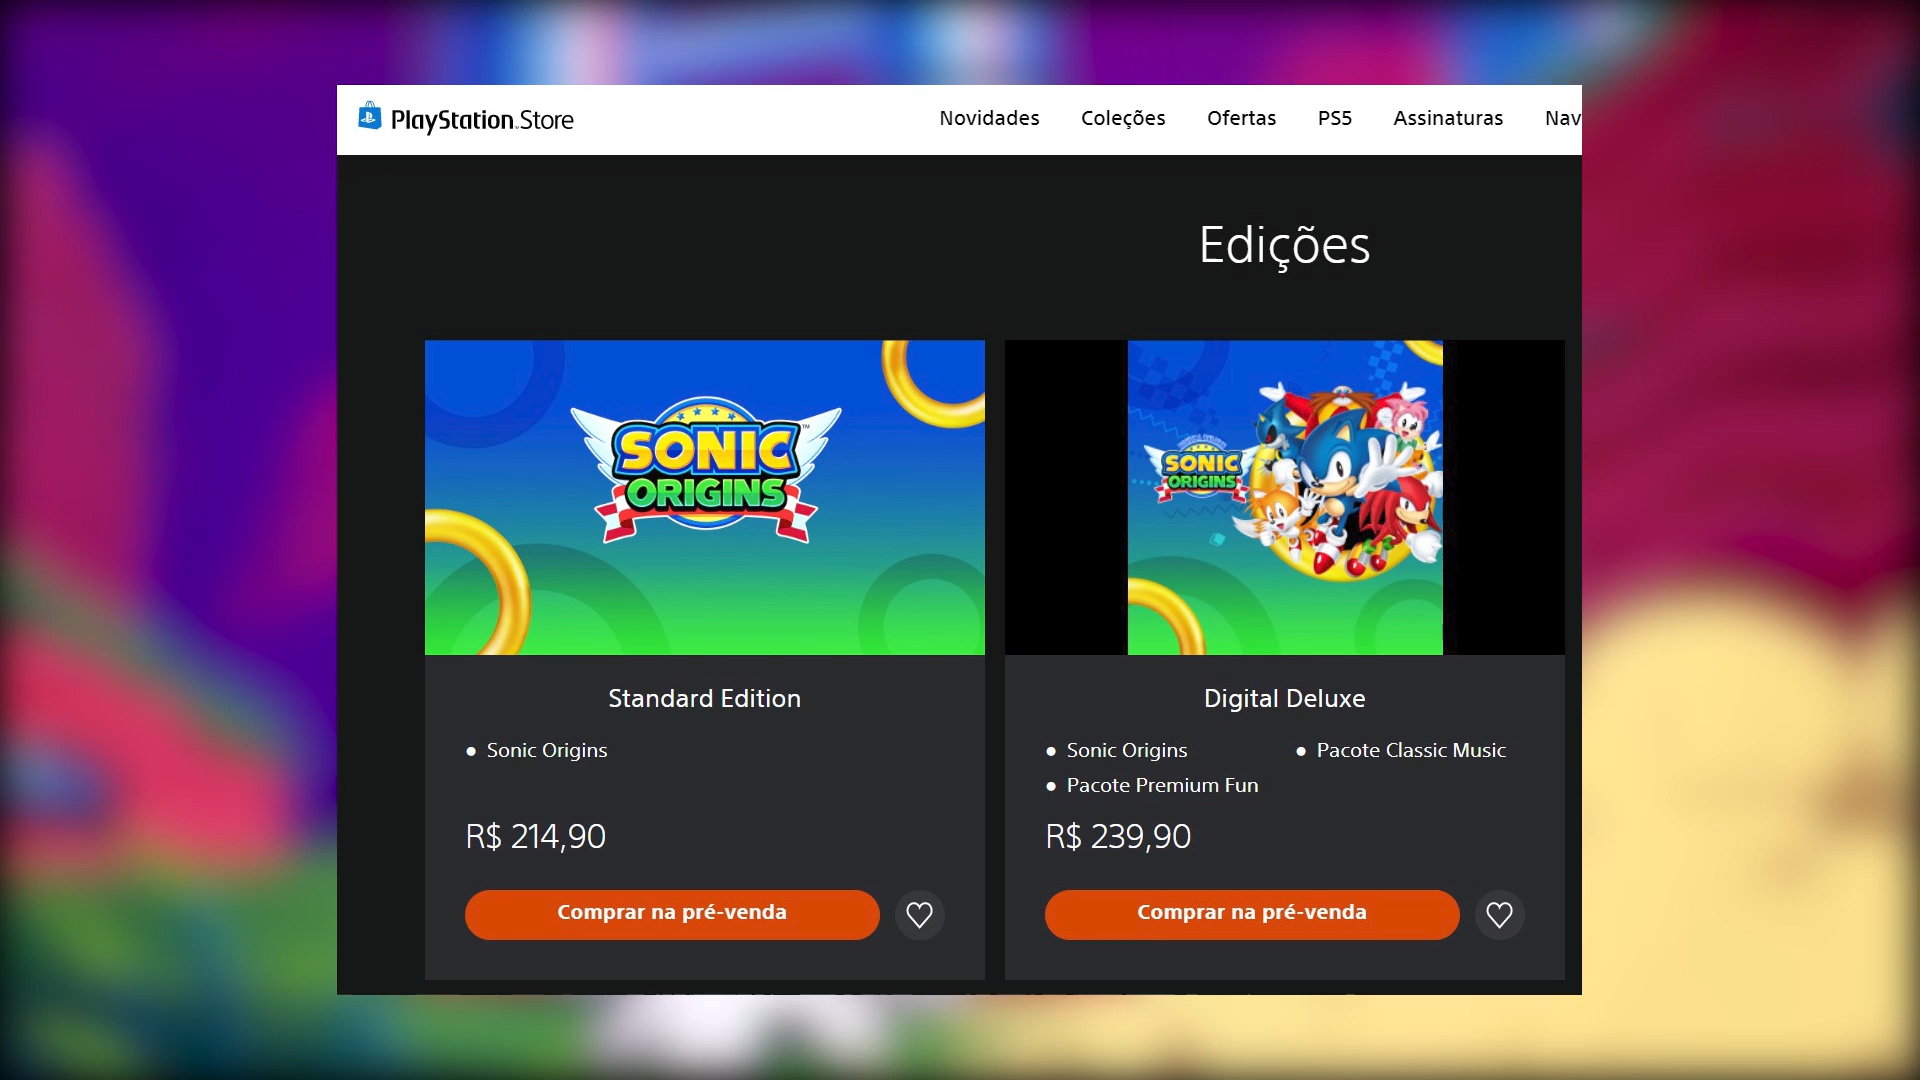 PlayStation Store
Novidades Coleções Ofertas PS5 Assinaturas Nav
Edições
SONIC
ORIGINS
TM
SONIC
ORIGINS
Standard Edition
• Sonic Origins
R$ 214,90
Comprar na pré-venda
Digital Deluxe
• Sonic Origins • Pacote Classic Music
• Pacote Premium Fun
R$ 239,90
Comprar na pré-venda